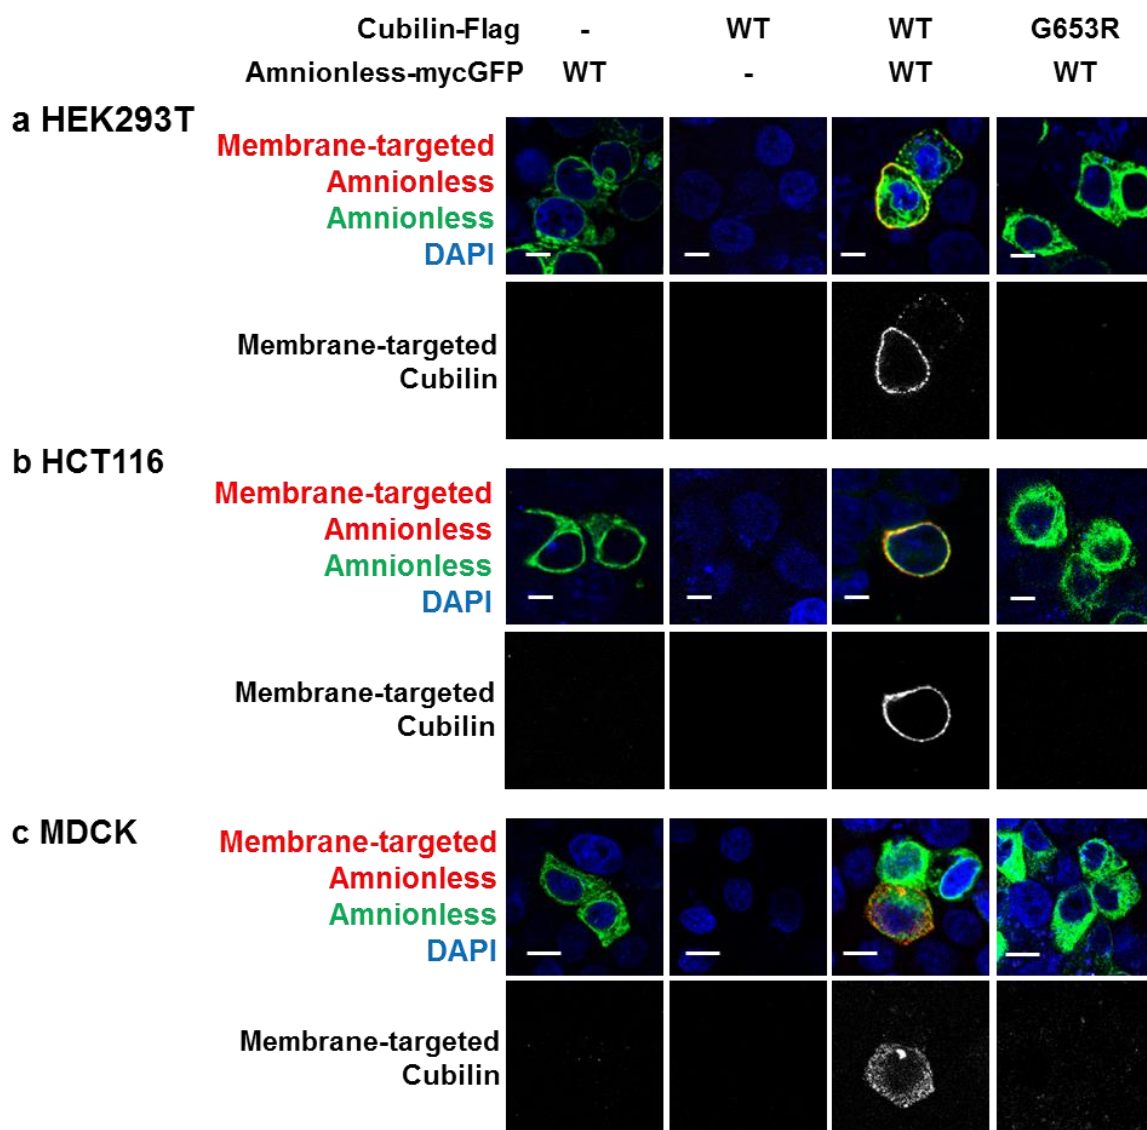 Cubilin-Flag - WT WT G653R
Amnionless-mycGFP WT - WT WT
a HEK293T
Membrane-targeted
Amnionless
Amnionless
DAPI
Membrane-targeted
Cubilin
b HCT116
Membrane-targeted
Amnionless
Amnionless
DAPI
Membrane-targeted
Cubilin
c MDCK
Membrane-targeted
Amnionless
Amnionless
DAPI
Membrane-targeted
Cubilin